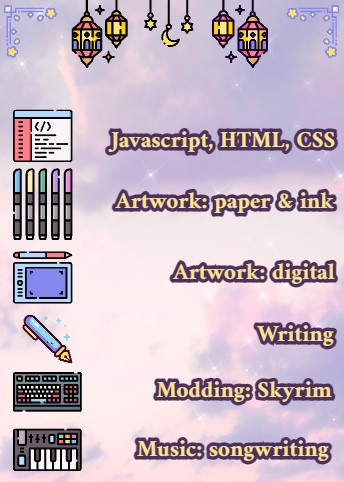 </>
Javascript, HTML, CSS
Artwork: paper & ink
Artwork: digital
Writing
Modding: Skyrim
Music: songwriting